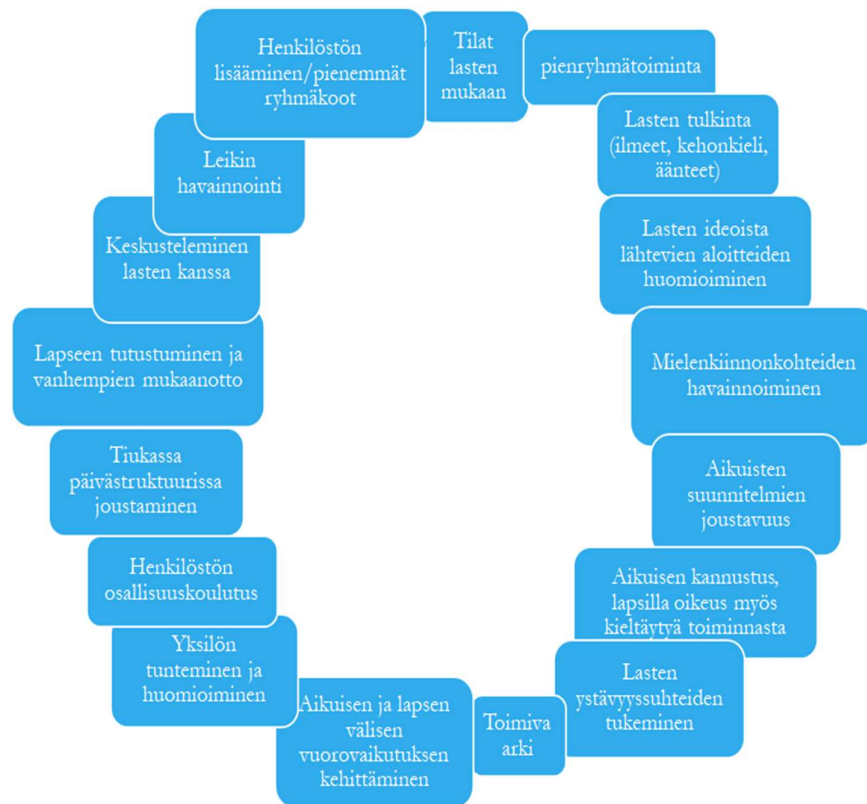 Henkilöstön
lisääminen/pienemmät
ryhmäkoot
Tilat
lasten
mukaan
pienryhmätoiminta
Lasten tulkinta
(ilmeet, kehonkieli,
äänteet)
Lasten ideoista
lähtevien aloitteiden
huomioiminen
Mielenkiinnonkohteiden
havainnoiminen
Aikuisten
suunnitelmien
joustavuus
Aikuisen kannustus,
lapsilla oikeus myös
kieltäytyä toiminnasta
Lasten
ystävyyssuhteiden
tukeminen
Toimiva
arki
Aikuisen ja lapsen
välisen
vuorovaikutuksen
kehittäminen
Yksilön
tunteminen ja
huomioiminen
Henkilöstön
osallisuuskoulutus
Tiukassa
päivästruktuurissa
joustaminen
Lapseen tutustuminen ja
vanhempien mukaanotto
Keskusteleminen
lasten kanssa
Leikin
havainnointi